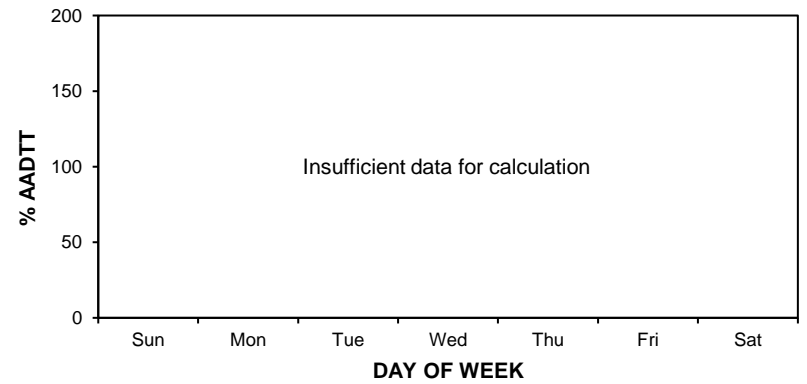 200
150
100
50
0
% AADTT
Insufficient data for calculation
Sun Mon Tue Wed Thu Fri Sat
DAY OF WEEK